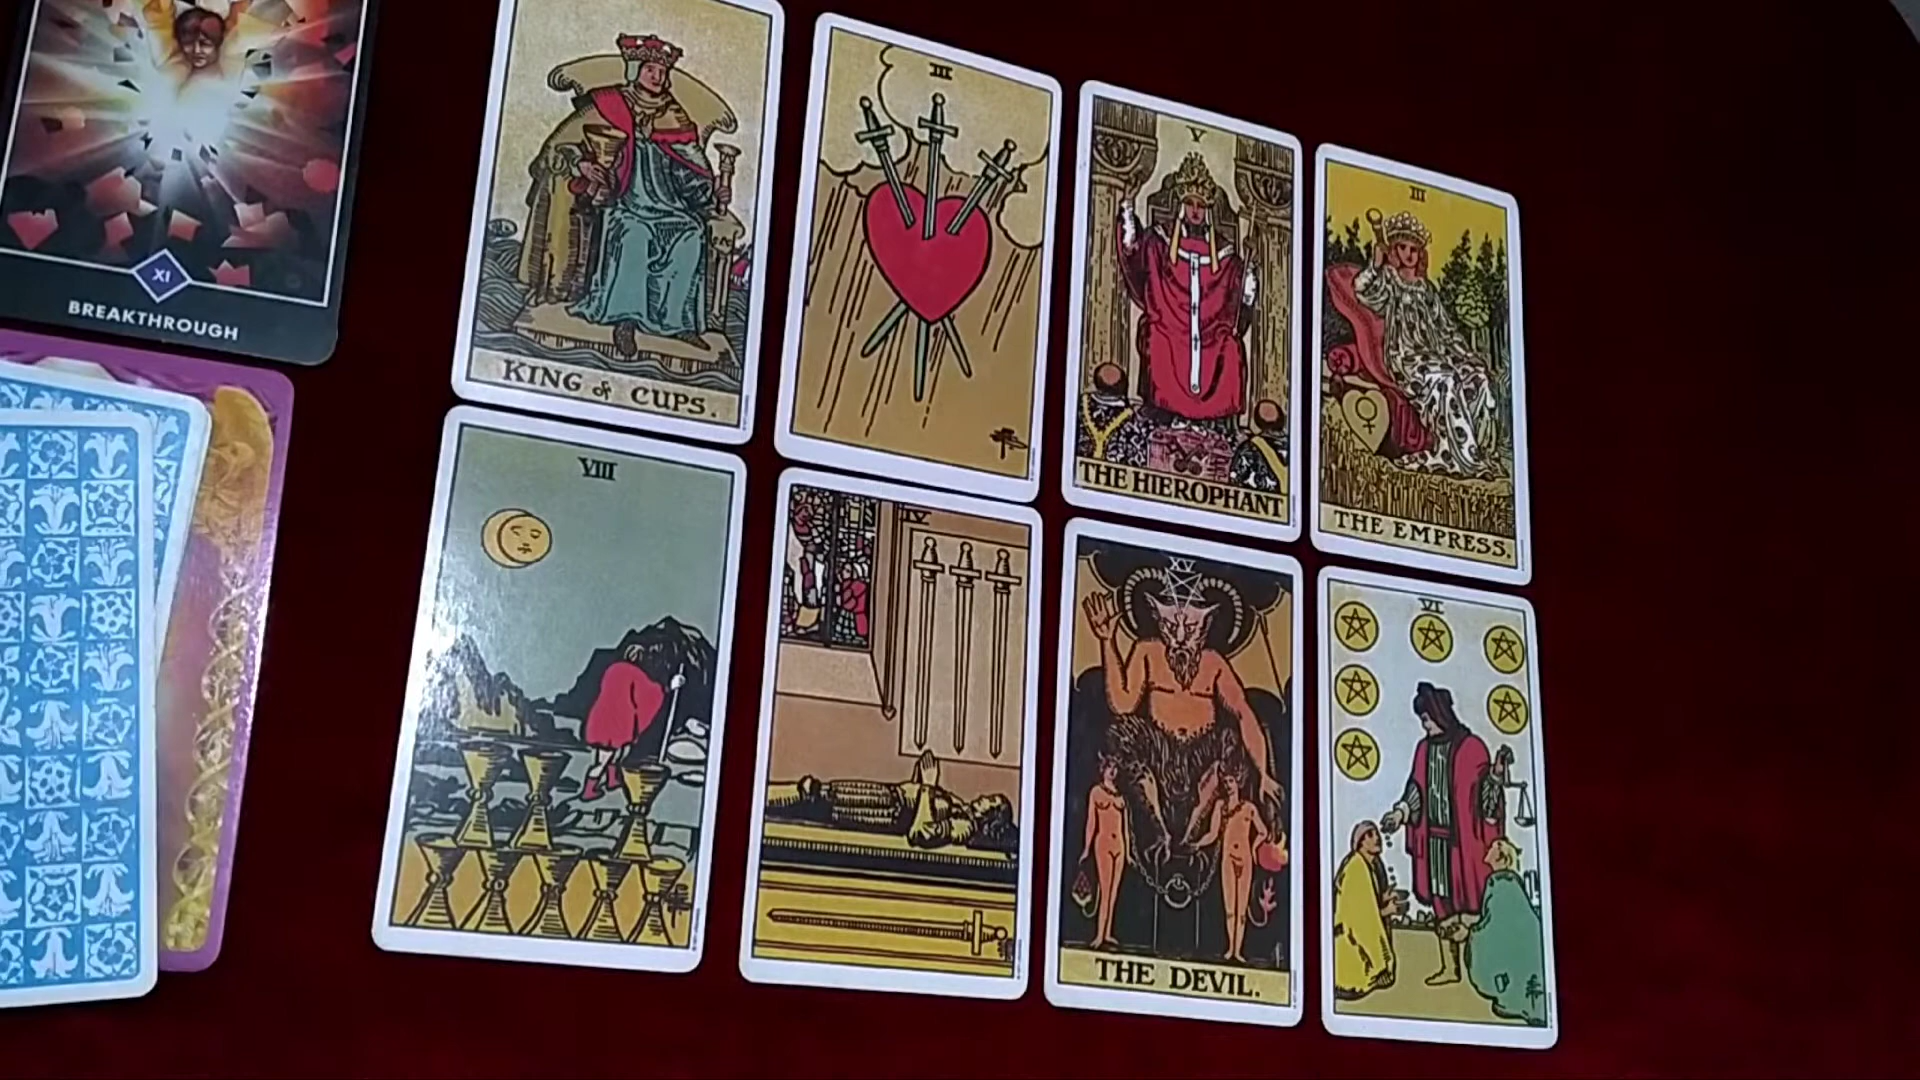 XI
BREAKTHROUGH
KING of CUPS.
III
V
THE HIEROPHANT
III
THE EMPRESS.
VIII
IV
XV
THE DEVIL.
VI